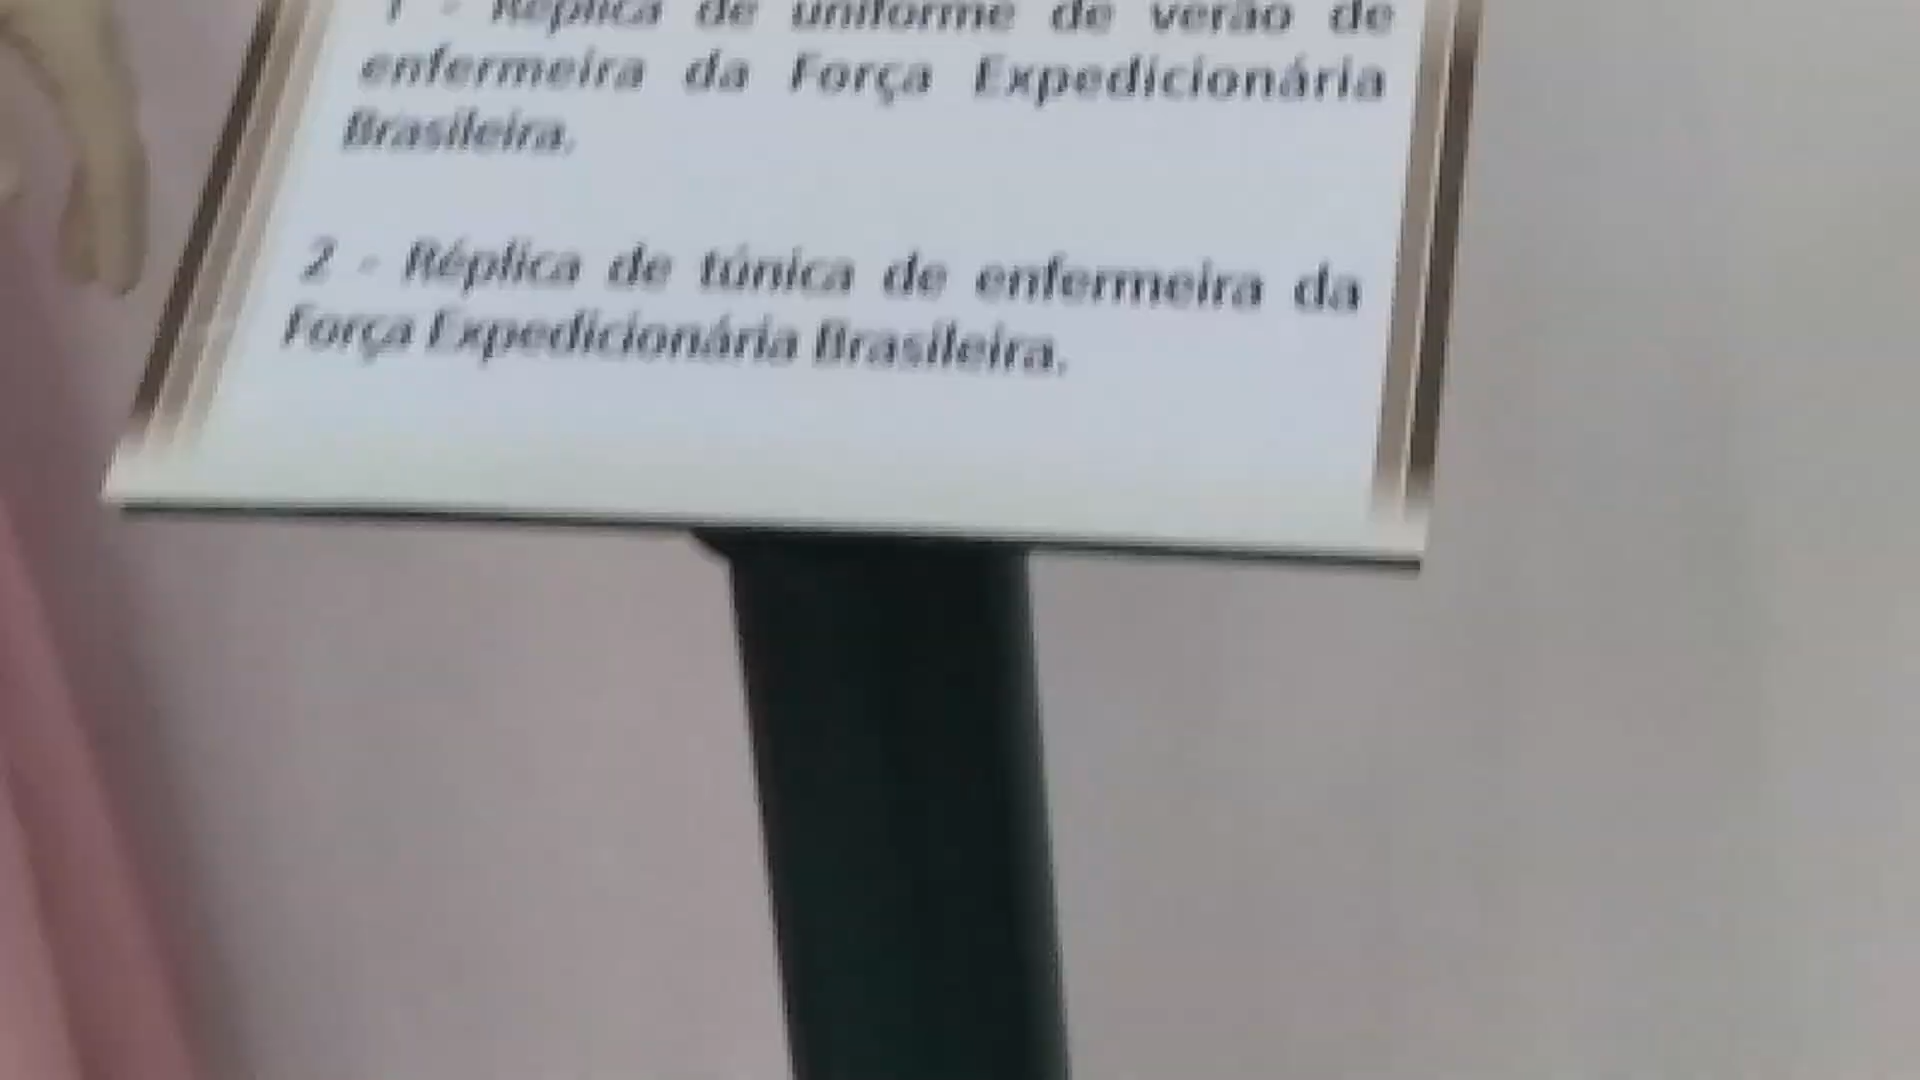 1 - Réplica de uniforme de verão de
enfermeira da Força Expedicionária
Brasileira.
2 - Réplica de túnica de enfermeira da
Força Expedicionária Brasileira.